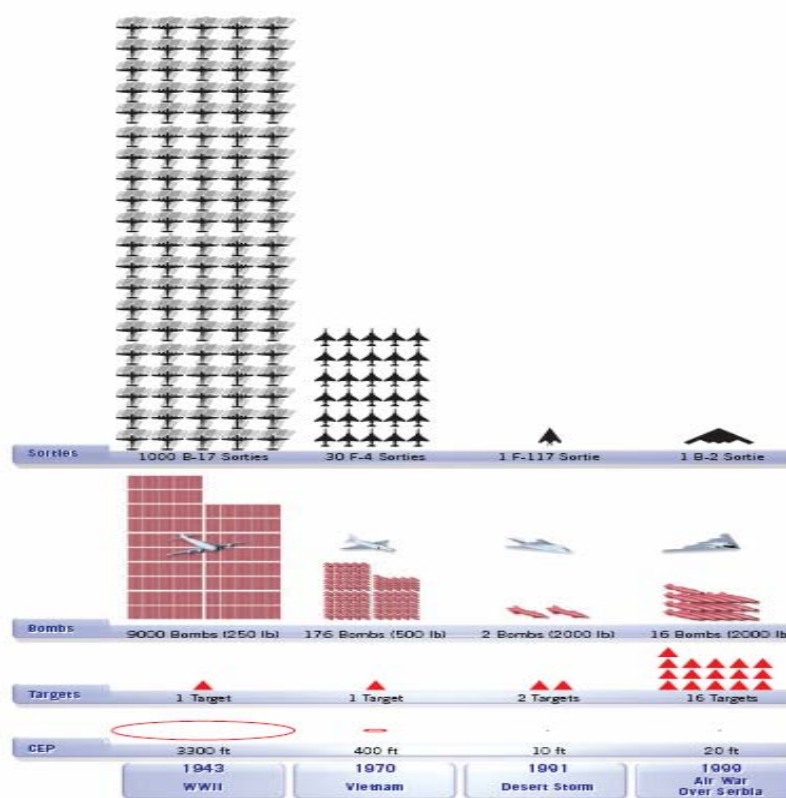 Sorties
1000 B-17 Sorties
30 F-4 Sorties
1 F-117 Sortie
1 B-2 Sortie
Bombs
9000 Bombs (250 lb)
176 Bombs (500 lb)
2 Bombs (2000 lb)
16 Bombs (2000 lb
Targets
1 Target
1 Target
2 Targets
16 Targets
CEP
3300 ft
400 ft
10 ft
20 ft
1943
WWII
1970
Vietnam
1991
Desert Storm
1999
Air War
Over Serbia